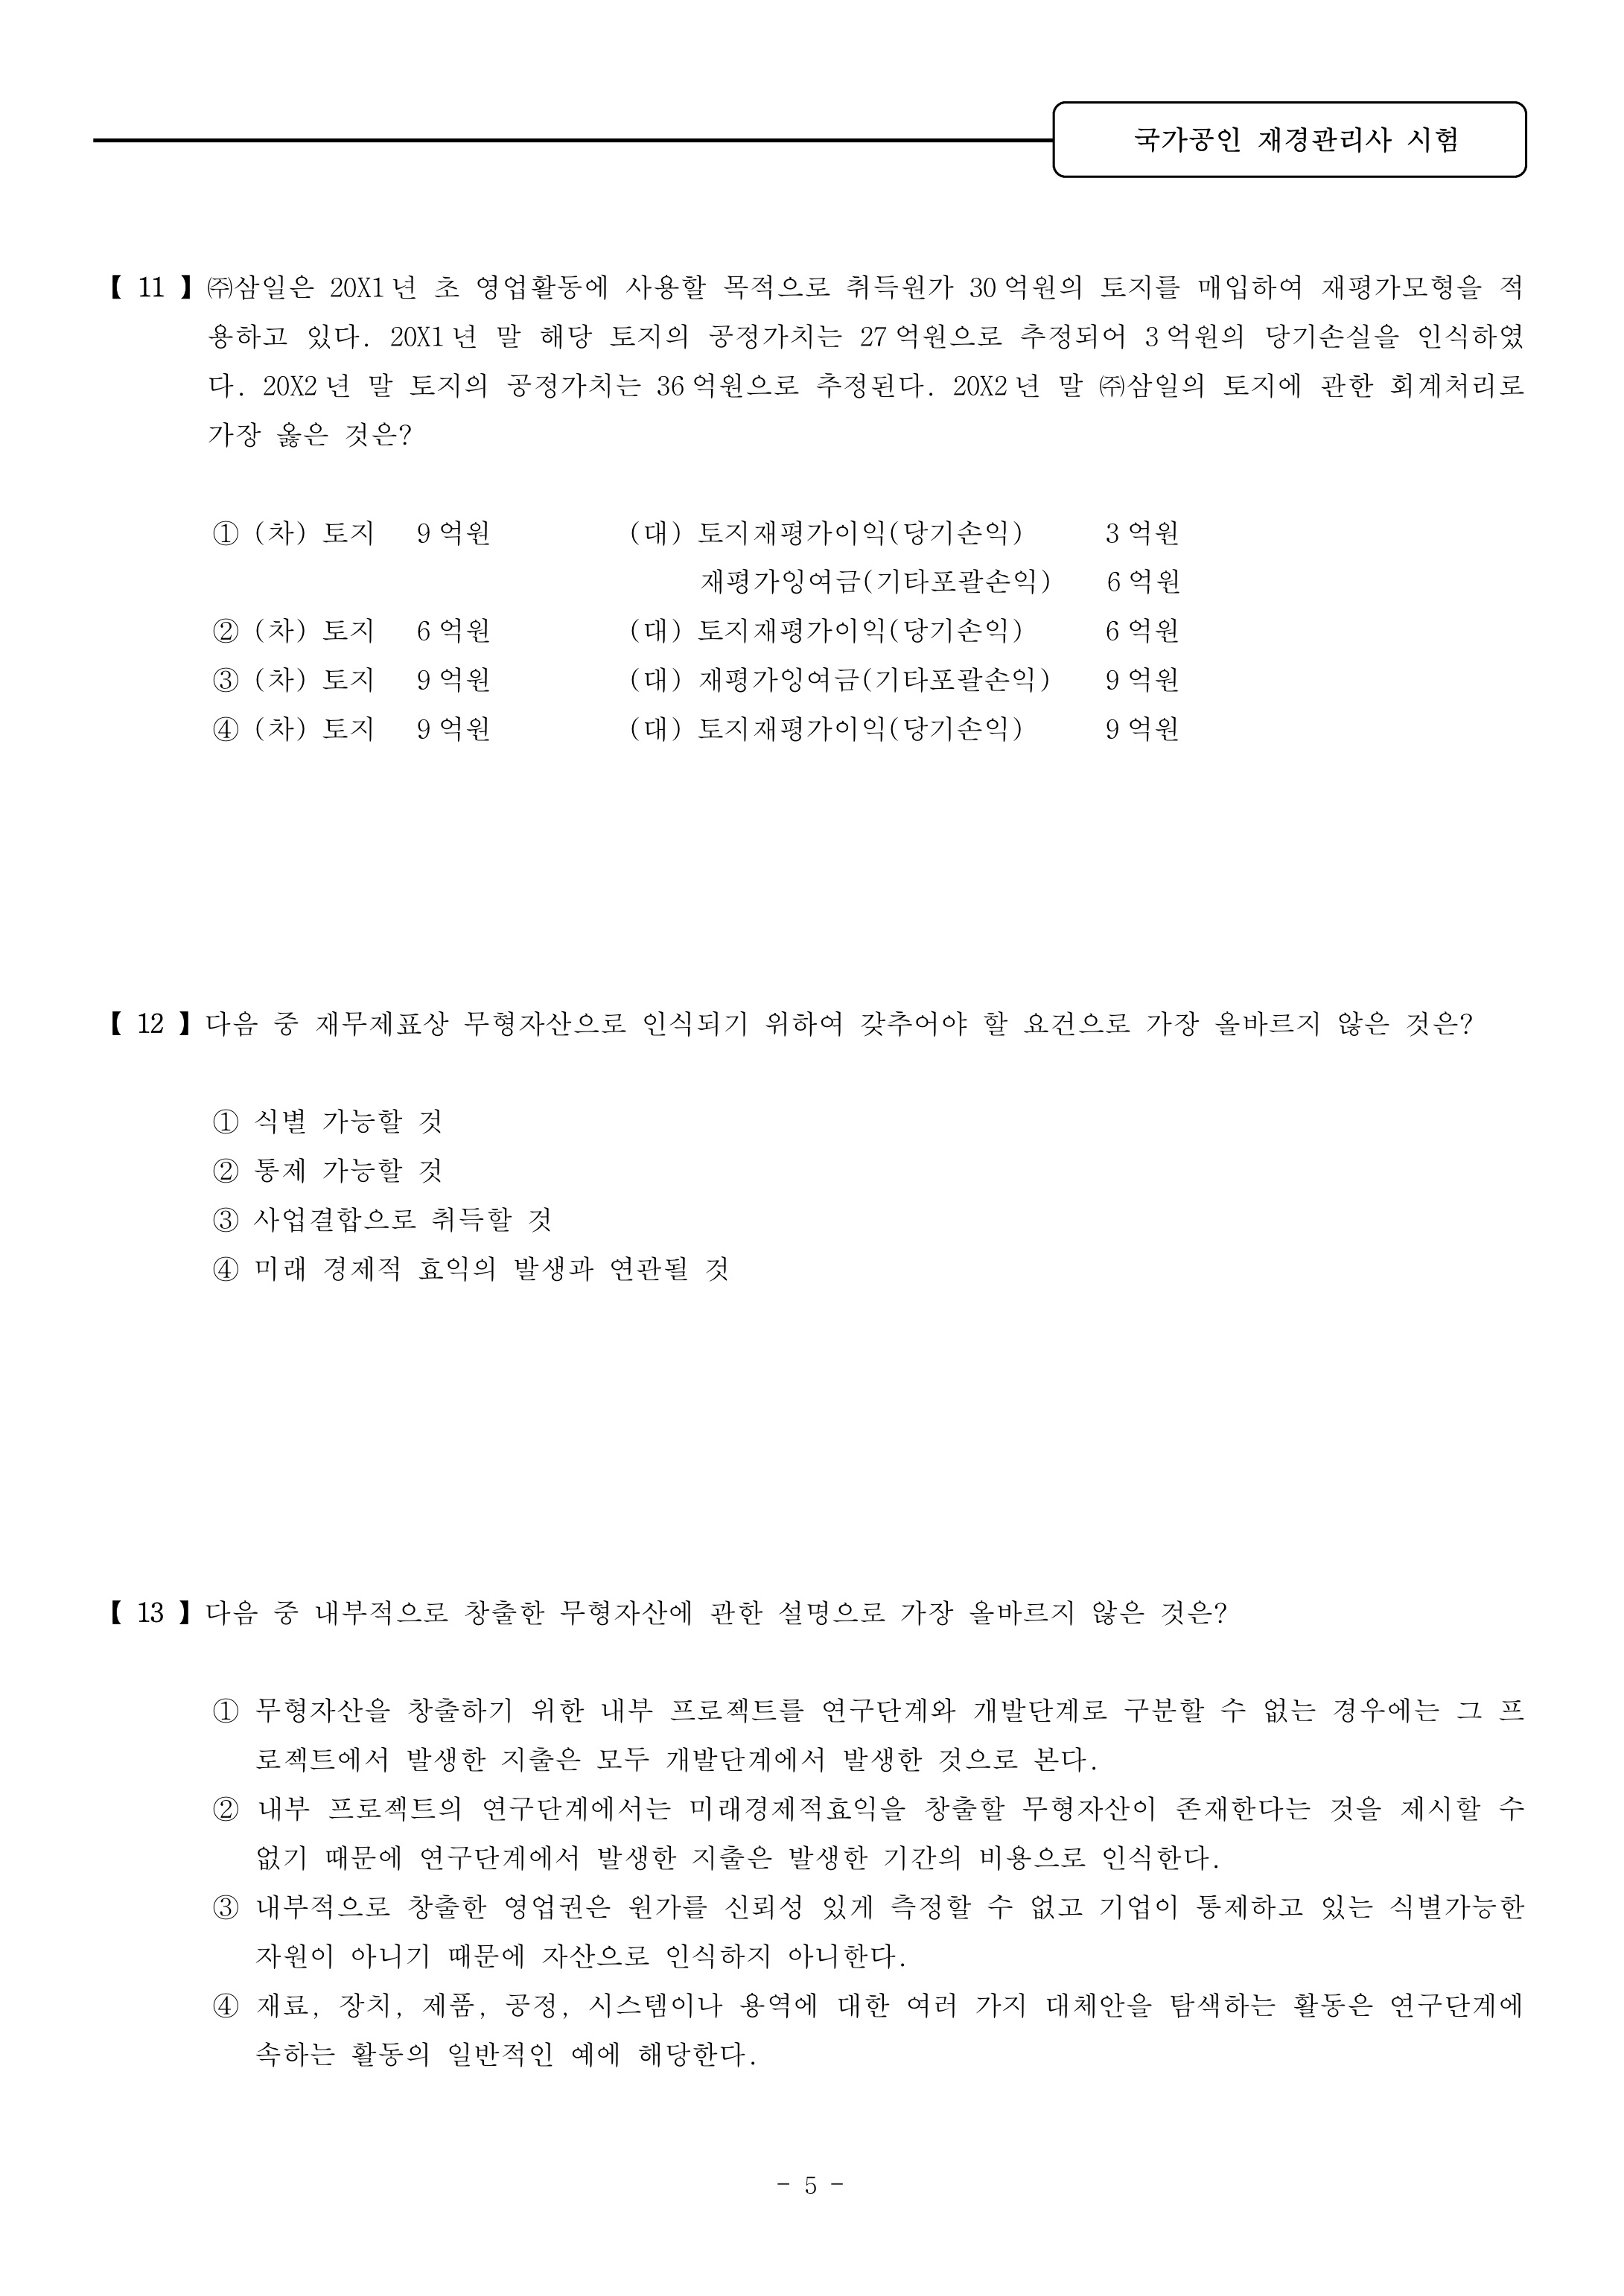 국가공인 재경관리사 시험
【 11 】 ㈜삼일은 20X1년 초 영업활동에 사용할 목적으로 취득원가 30억원의 토지를 매입하여 재평가모형을 적
용하고 있다. 20X1년 말 해당 토지의 공정가치는 27억원으로 추정되어 3억원의 당기손실을 인식하였
다. 20X2년 말 토지의 공정가치는 36억원으로 추정된다. 20X2년 말 ㈜삼일의 토지에 관한 회계처리로
가장 옳은 것은?
① (차) 토지 9억원 (대) 토지재평가이익(당기손익) 3억원
재평가잉여금(기타포괄손익) 6억원
② (차) 토지 6억원 (대) 토지재평가이익(당기손익) 6억원
③ (차) 토지 9억원 (대) 재평가잉여금(기타포괄손익) 9억원
④ (차) 토지 9억원 (대) 토지재평가이익(당기손익) 9억원
【 12 】 다음 중 재무제표상 무형자산으로 인식되기 위하여 갖추어야 할 요건으로 가장 올바르지 않은 것은?
① 식별 가능할 것
② 통제 가능할 것
③ 사업결합으로 취득할 것
④ 미래 경제적 효익의 발생과 연관될 것
【 13 】 다음 중 내부적으로 창출한 무형자산에 관한 설명으로 가장 올바르지 않은 것은?
① 무형자산을 창출하기 위한 내부 프로젝트를 연구단계와 개발단계로 구분할 수 없는 경우에는 그 프
로젝트에서 발생한 지출은 모두 개발단계에서 발생한 것으로 본다.
② 내부 프로젝트의 연구단계에서는 미래경제적효익을 창출할 무형자산이 존재한다는 것을 제시할 수
없기 때문에 연구단계에서 발생한 지출은 발생한 기간의 비용으로 인식한다.
③ 내부적으로 창출한 영업권은 원가를 신뢰성 있게 측정할 수 없고 기업이 통제하고 있는 식별가능한
자원이 아니기 때문에 자산으로 인식하지 아니한다.
④ 재료, 장치, 제품, 공정, 시스템이나 용역에 대한 여러 가지 대체안을 탐색하는 활동은 연구단계에
속하는 활동의 일반적인 예에 해당한다.
- 5 -